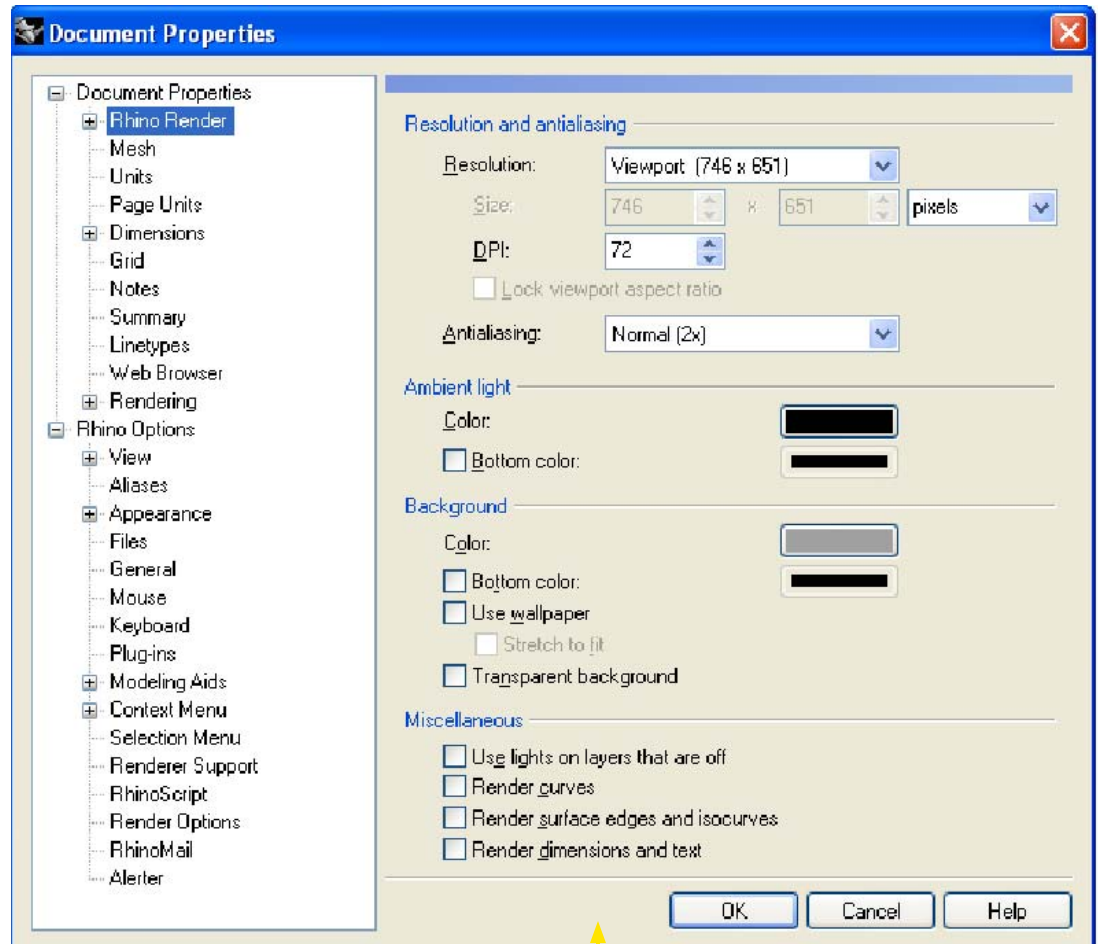 Document Properties
Document Properties
Rhino Render
Mesh
Units
Page Units
Dimensions
Grid
Notes
Summary
Linetypes
Web Browser
Rendering
Rhino Options
View
Aliases
Appearance
Files
General
Mouse
Keyboard
Plug-ins
Modeling Aids
Context Menu
Selection Menu
Renderer Support
RhinoScript
Render Options
RhinoMail
Alerter
Resolution and antialiasing
Resolution: Viewport (746 x 651)
Size: 746 x 651 pixels
DPI: 72
Lock viewport aspect ratio
Antialiasing: Normal (2x)
Ambient light
Color:
Bottom color:
Background
Color:
Bottom color:
Use wallpaper
Stretch to fit
Transparent background
Miscellaneous
Use lights on layers that are off
Render curves
Render surface edges and isocurves
Render dimensions and text
OK Cancel Help